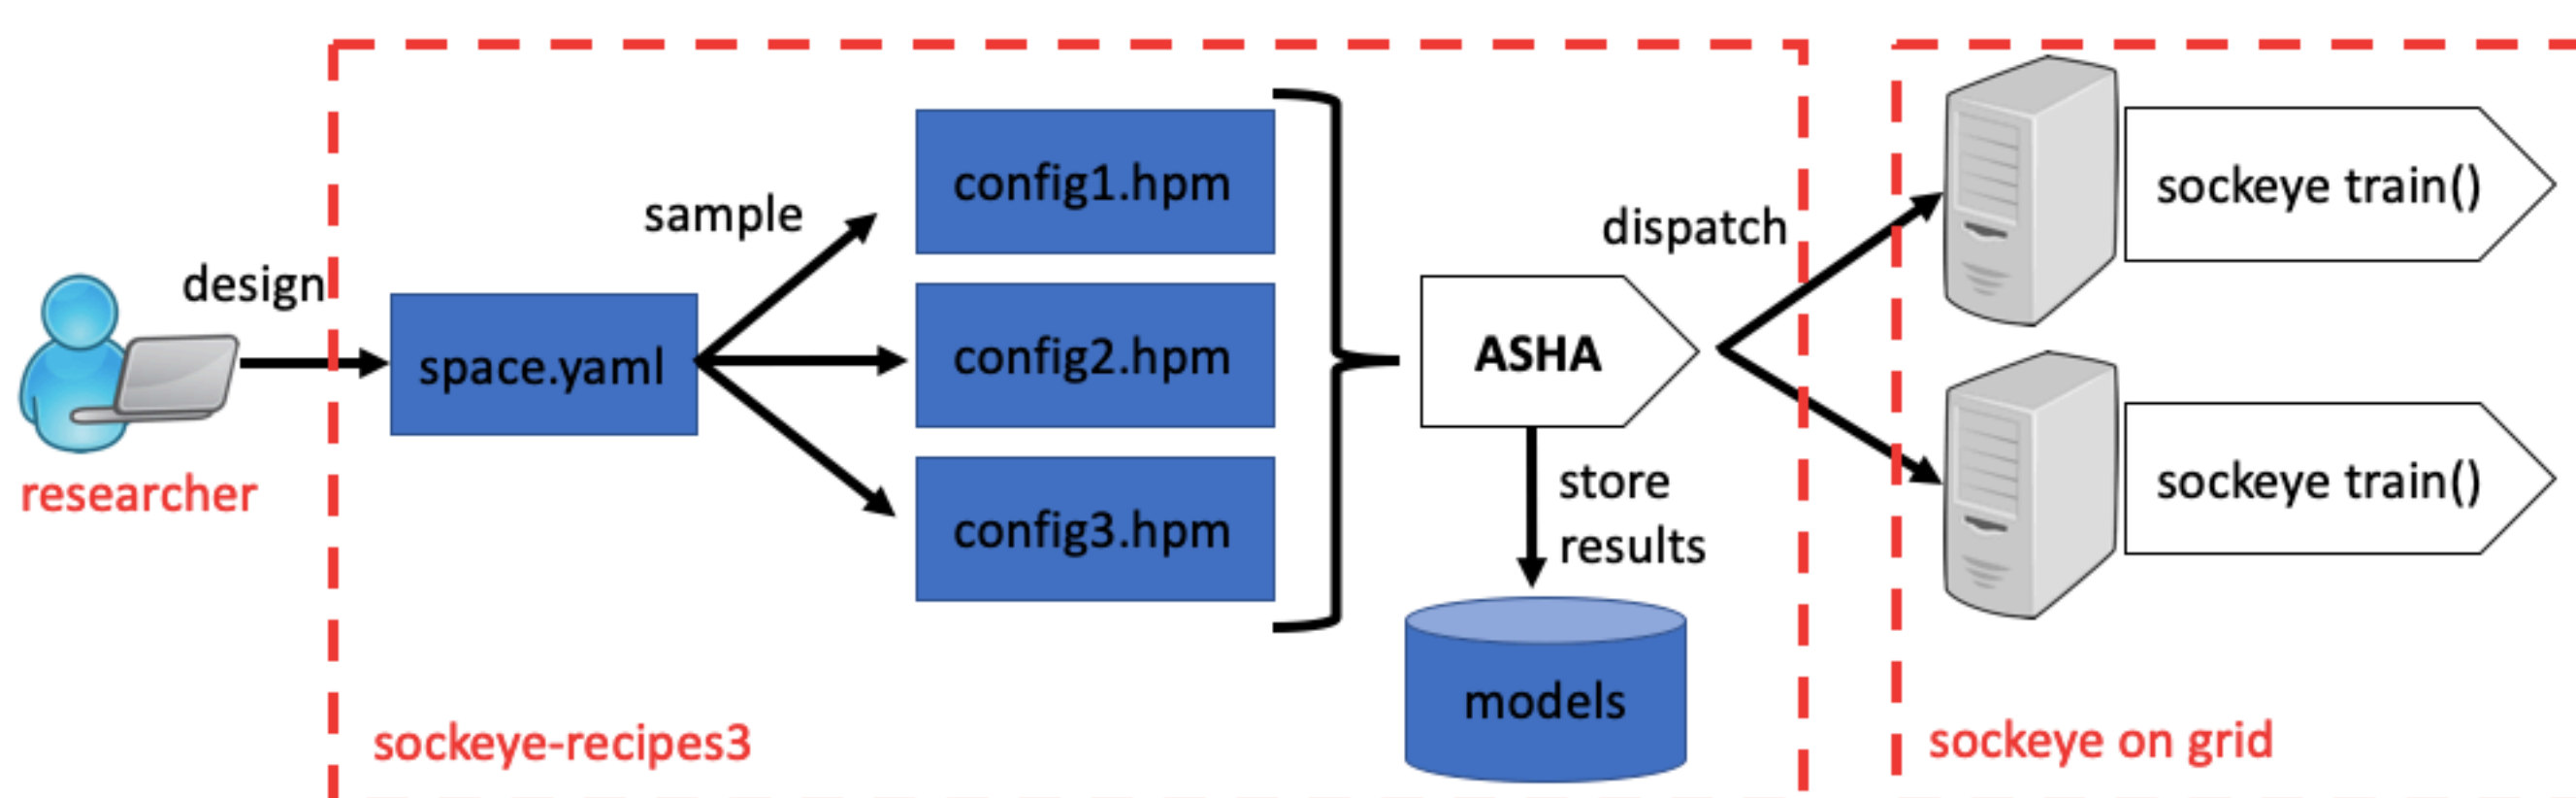 design
researcher
space.yaml
sample
config1.hpm
config2.hpm
config3.hpm
ASHA
store
results
models
sockeye-recipes3
dispatch
sockeye train()
sockeye train()
sockeye on grid